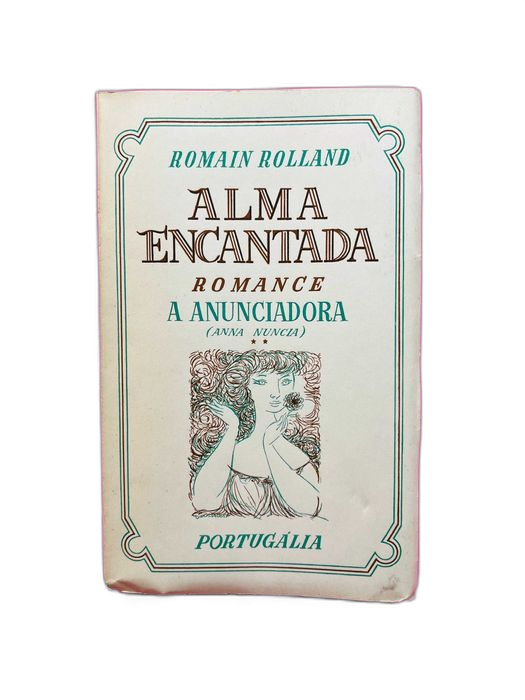 ROMAIN ROLLAND
ALMA
ENCANTADA
ROMANCE
A ANUNCIADORA
(ANNA NUNCIA)
**
PORTUGÁLIA